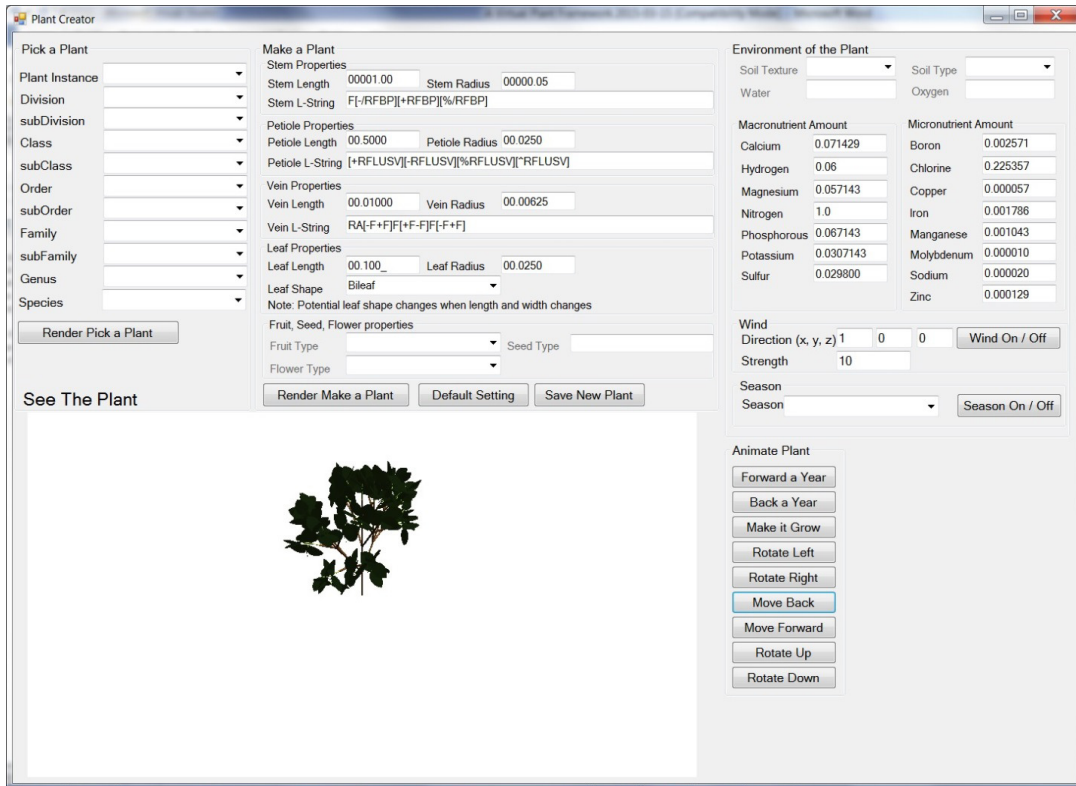 Plant Creator
Pick a Plant
Plant Instance
Division
subDivision
Class
subClass
Order
subOrder
Family
subFamily
Genus
Species
Render Pick a Plant
See The Plant
Make a Plant
Stem Properties
Stem Length 00001.00 Stem Radius 00000.05
Stem L-String F[-/RFBP][+RFBP][%/RFBP]
Petiole Properties
Petiole Length 00.5000 Petiole Radius 00.0250
Petiole L-String [+RFLUSV][-RFLUSV][%RFLUSV][^RFLUSV]
Vein Properties
Vein Length 00.01000 Vein Radius 00.00625
Vein L-String RA[-F+F]F[+F-F]F[-F+F]
Leaf Properties
Leaf Length 00.100_ Leaf Radius 00.0250
Leaf Shape Bileaf
Note: Potential leaf shape changes when length and width changes
Fruit, Seed, Flower properties
Fruit Type Seed Type
Flower Type
Render Make a Plant Default Setting Save New Plant
Environment of the Plant
Soil Texture Soil Type
Water Oxygen
Macronutrient Amount
Calcium 0.071429
Hydrogen 0.06
Magnesium 0.057143
Nitrogen 1.0
Phosphorous 0.067143
Potassium 0.0307143
Sulfur 0.029800
Micronutrient Amount
Boron 0.002571
Chlorine 0.225357
Copper 0.000057
Iron 0.001786
Manganese 0.001043
Molybdenum 0.000010
Sodium 0.000020
Zinc 0.000129
Wind
Direction (x, y, z) 1 0 0 Wind On / Off
Strength 10
Season
Season Season On / Off
Animate Plant
Forward a Year
Back a Year
Make it Grow
Rotate Left
Rotate Right
Move Back
Move Forward
Rotate Up
Rotate Down